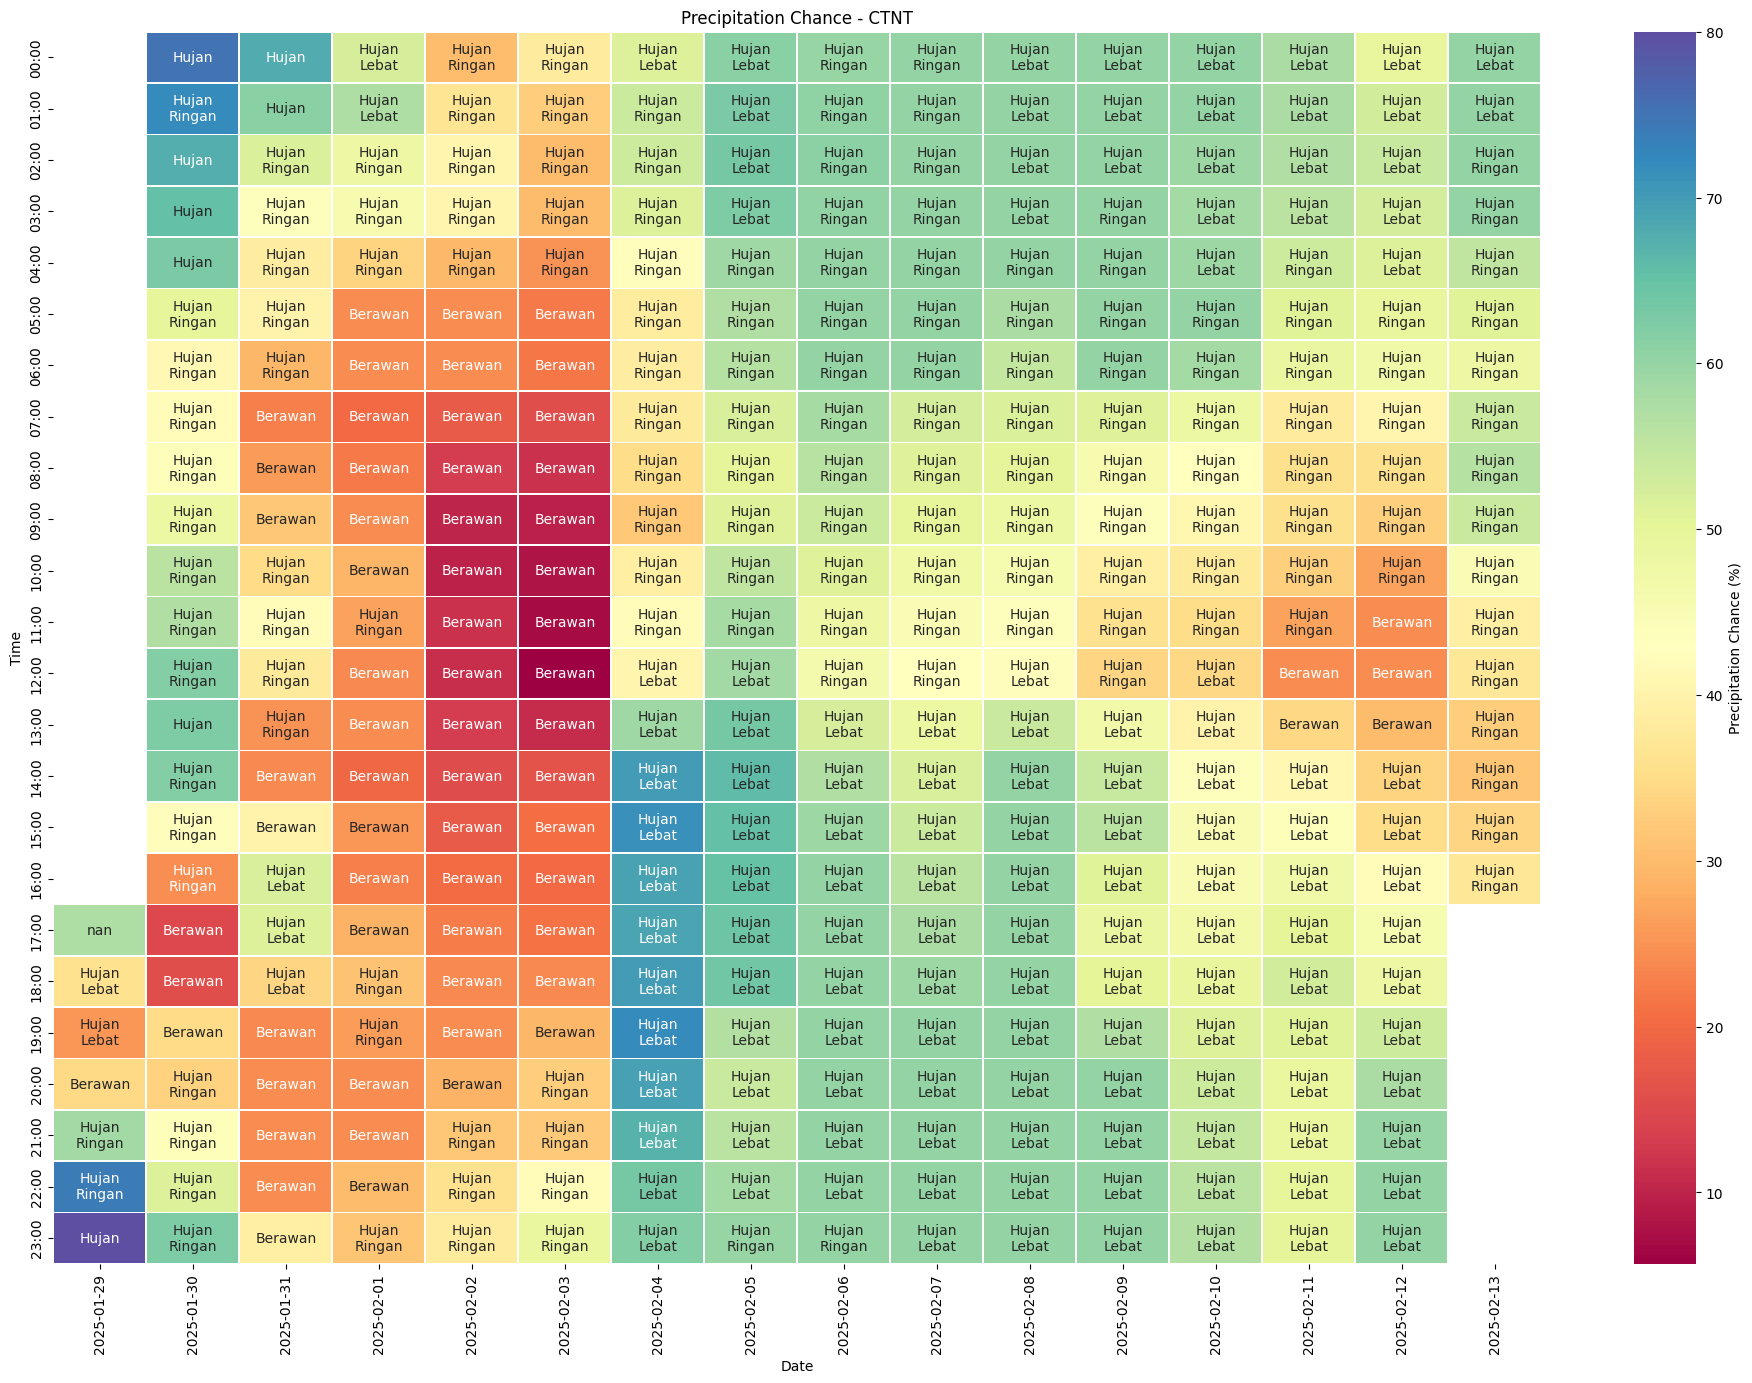 Precipitation Chance - CTNT
00:00 Hujan Hujan Hujan Lebat Hujan Ringan Hujan Ringan Hujan Lebat Hujan Lebat Hujan Ringan Hujan Ringan Hujan Lebat Hujan Lebat Hujan Lebat Hujan Lebat Hujan Lebat Hujan Lebat
01:00 Hujan Ringan Hujan Hujan Lebat Hujan Ringan Hujan Ringan Hujan Ringan Hujan Lebat Hujan Ringan Hujan Ringan Hujan Lebat Hujan Lebat Hujan Lebat Hujan Lebat Hujan Lebat Hujan Lebat
02:00 Hujan Hujan Ringan Hujan Ringan Hujan Ringan Hujan Ringan Hujan Ringan Hujan Lebat Hujan Ringan Hujan Ringan Hujan Lebat Hujan Lebat Hujan Lebat Hujan Lebat Hujan Lebat Hujan Ringan
03:00 Hujan Hujan Ringan Hujan Ringan Hujan Ringan Hujan Ringan Hujan Ringan Hujan Lebat Hujan Ringan Hujan Ringan Hujan Lebat Hujan Ringan Hujan Lebat Hujan Lebat Hujan Lebat Hujan Ringan
04:00 Hujan Hujan Ringan Hujan Ringan Hujan Ringan Hujan Ringan Hujan Ringan Hujan Ringan Hujan Ringan Hujan Ringan Hujan Ringan Hujan Ringan Hujan Lebat Hujan Ringan Hujan Lebat Hujan Ringan
05:00 Hujan Ringan Hujan Ringan Berawan Berawan Berawan Hujan Ringan Hujan Ringan Hujan Ringan Hujan Ringan Hujan Ringan Hujan Ringan Hujan Ringan Hujan Ringan Hujan Ringan Hujan Ringan
06:00 Hujan Ringan Hujan Ringan Berawan Berawan Berawan Hujan Ringan Hujan Ringan Hujan Ringan Hujan Ringan Hujan Ringan Hujan Ringan Hujan Ringan Hujan Ringan Hujan Ringan Hujan Ringan
07:00 Hujan Ringan Berawan Berawan Berawan Berawan Hujan Ringan Hujan Ringan Hujan Ringan Hujan Ringan Hujan Ringan Hujan Ringan Hujan Ringan Hujan Ringan Hujan Ringan Hujan Ringan
08:00 Hujan Ringan Berawan Berawan Berawan Berawan Hujan Ringan Hujan Ringan Hujan Ringan Hujan Ringan Hujan Ringan Hujan Ringan Hujan Ringan Hujan Ringan Hujan Ringan Hujan Ringan
09:00 Hujan Ringan Berawan Berawan Berawan Berawan Hujan Ringan Hujan Ringan Hujan Ringan Hujan Ringan Hujan Ringan Hujan Ringan Hujan Ringan Hujan Ringan Hujan Ringan Hujan Ringan
10:00 Hujan Ringan Hujan Ringan Berawan Berawan Berawan Hujan Ringan Hujan Ringan Hujan Ringan Hujan Ringan Hujan Ringan Hujan Ringan Hujan Ringan Hujan Ringan Hujan Ringan Hujan Ringan
11:00 Hujan Ringan Hujan Ringan Hujan Ringan Berawan Berawan Hujan Ringan Hujan Ringan Hujan Ringan Hujan Ringan Hujan Ringan Hujan Ringan Hujan Ringan Hujan Ringan Berawan Hujan Ringan
12:00 Hujan Ringan Hujan Ringan Berawan Berawan Berawan Hujan Lebat Hujan Lebat Hujan Ringan Hujan Ringan Hujan Lebat Hujan Ringan Hujan Lebat Berawan Berawan Hujan Ringan
13:00 Hujan Hujan Ringan Berawan Berawan Berawan Hujan Lebat Hujan Lebat Hujan Lebat Hujan Lebat Hujan Lebat Hujan Lebat Hujan Lebat Berawan Berawan Hujan Ringan
14:00 Hujan Ringan Berawan Berawan Berawan Berawan Hujan Lebat Hujan Lebat Hujan Lebat Hujan Lebat Hujan Lebat Hujan Lebat Hujan Lebat Hujan Lebat Hujan Lebat Hujan Ringan
15:00 Hujan Ringan Berawan Berawan Berawan Berawan Hujan Lebat Hujan Lebat Hujan Lebat Hujan Lebat Hujan Lebat Hujan Lebat Hujan Lebat Hujan Lebat Hujan Lebat Hujan Ringan
16:00 Hujan Ringan Hujan Lebat Berawan Berawan Berawan Hujan Lebat Hujan Lebat Hujan Lebat Hujan Lebat Hujan Lebat Hujan Lebat Hujan Lebat Hujan Lebat Hujan Lebat Hujan Ringan
17:00 nan Berawan Hujan Lebat Berawan Berawan Berawan Hujan Lebat Hujan Lebat Hujan Lebat Hujan Lebat Hujan Lebat Hujan Lebat Hujan Lebat Hujan Lebat Hujan Lebat
18:00 Hujan Lebat Berawan Hujan Lebat Hujan Ringan Berawan Berawan Hujan Lebat Hujan Lebat Hujan Lebat Hujan Lebat Hujan Lebat Hujan Lebat Hujan Lebat Hujan Lebat Hujan Lebat
19:00 Hujan Lebat Berawan Berawan Hujan Ringan Berawan Berawan Hujan Lebat Hujan Lebat Hujan Lebat Hujan Lebat Hujan Lebat Hujan Lebat Hujan Lebat Hujan Lebat Hujan Lebat
20:00 Berawan Hujan Ringan Berawan Berawan Berawan Hujan Ringan Hujan Lebat Hujan Lebat Hujan Lebat Hujan Lebat Hujan Lebat Hujan Lebat Hujan Lebat Hujan Lebat Hujan Lebat
21:00 Hujan Ringan Hujan Ringan Berawan Berawan Hujan Ringan Hujan Ringan Hujan Lebat Hujan Lebat Hujan Lebat Hujan Lebat Hujan Lebat Hujan Lebat Hujan Lebat Hujan Lebat Hujan Lebat
22:00 Hujan Ringan Hujan Ringan Berawan Berawan Hujan Ringan Hujan Ringan Hujan Lebat Hujan Lebat Hujan Lebat Hujan Lebat Hujan Lebat Hujan Lebat Hujan Lebat Hujan Lebat Hujan Lebat
23:00 Hujan Hujan Ringan Berawan Hujan Ringan Hujan Ringan Hujan Ringan Hujan Lebat Hujan Ringan Hujan Ringan Hujan Lebat Hujan Lebat Hujan Lebat Hujan Lebat Hujan Lebat Hujan Lebat
Time
2025-01-29 2025-01-30 2025-01-31 2025-02-01 2025-02-02 2025-02-03 2025-02-04 2025-02-05 2025-02-06 2025-02-07 2025-02-08 2025-02-09 2025-02-10 2025-02-11 2025-02-12 2025-02-13
Date
80
70
60
50
40
30
20
10
Precipitation Chance (%)